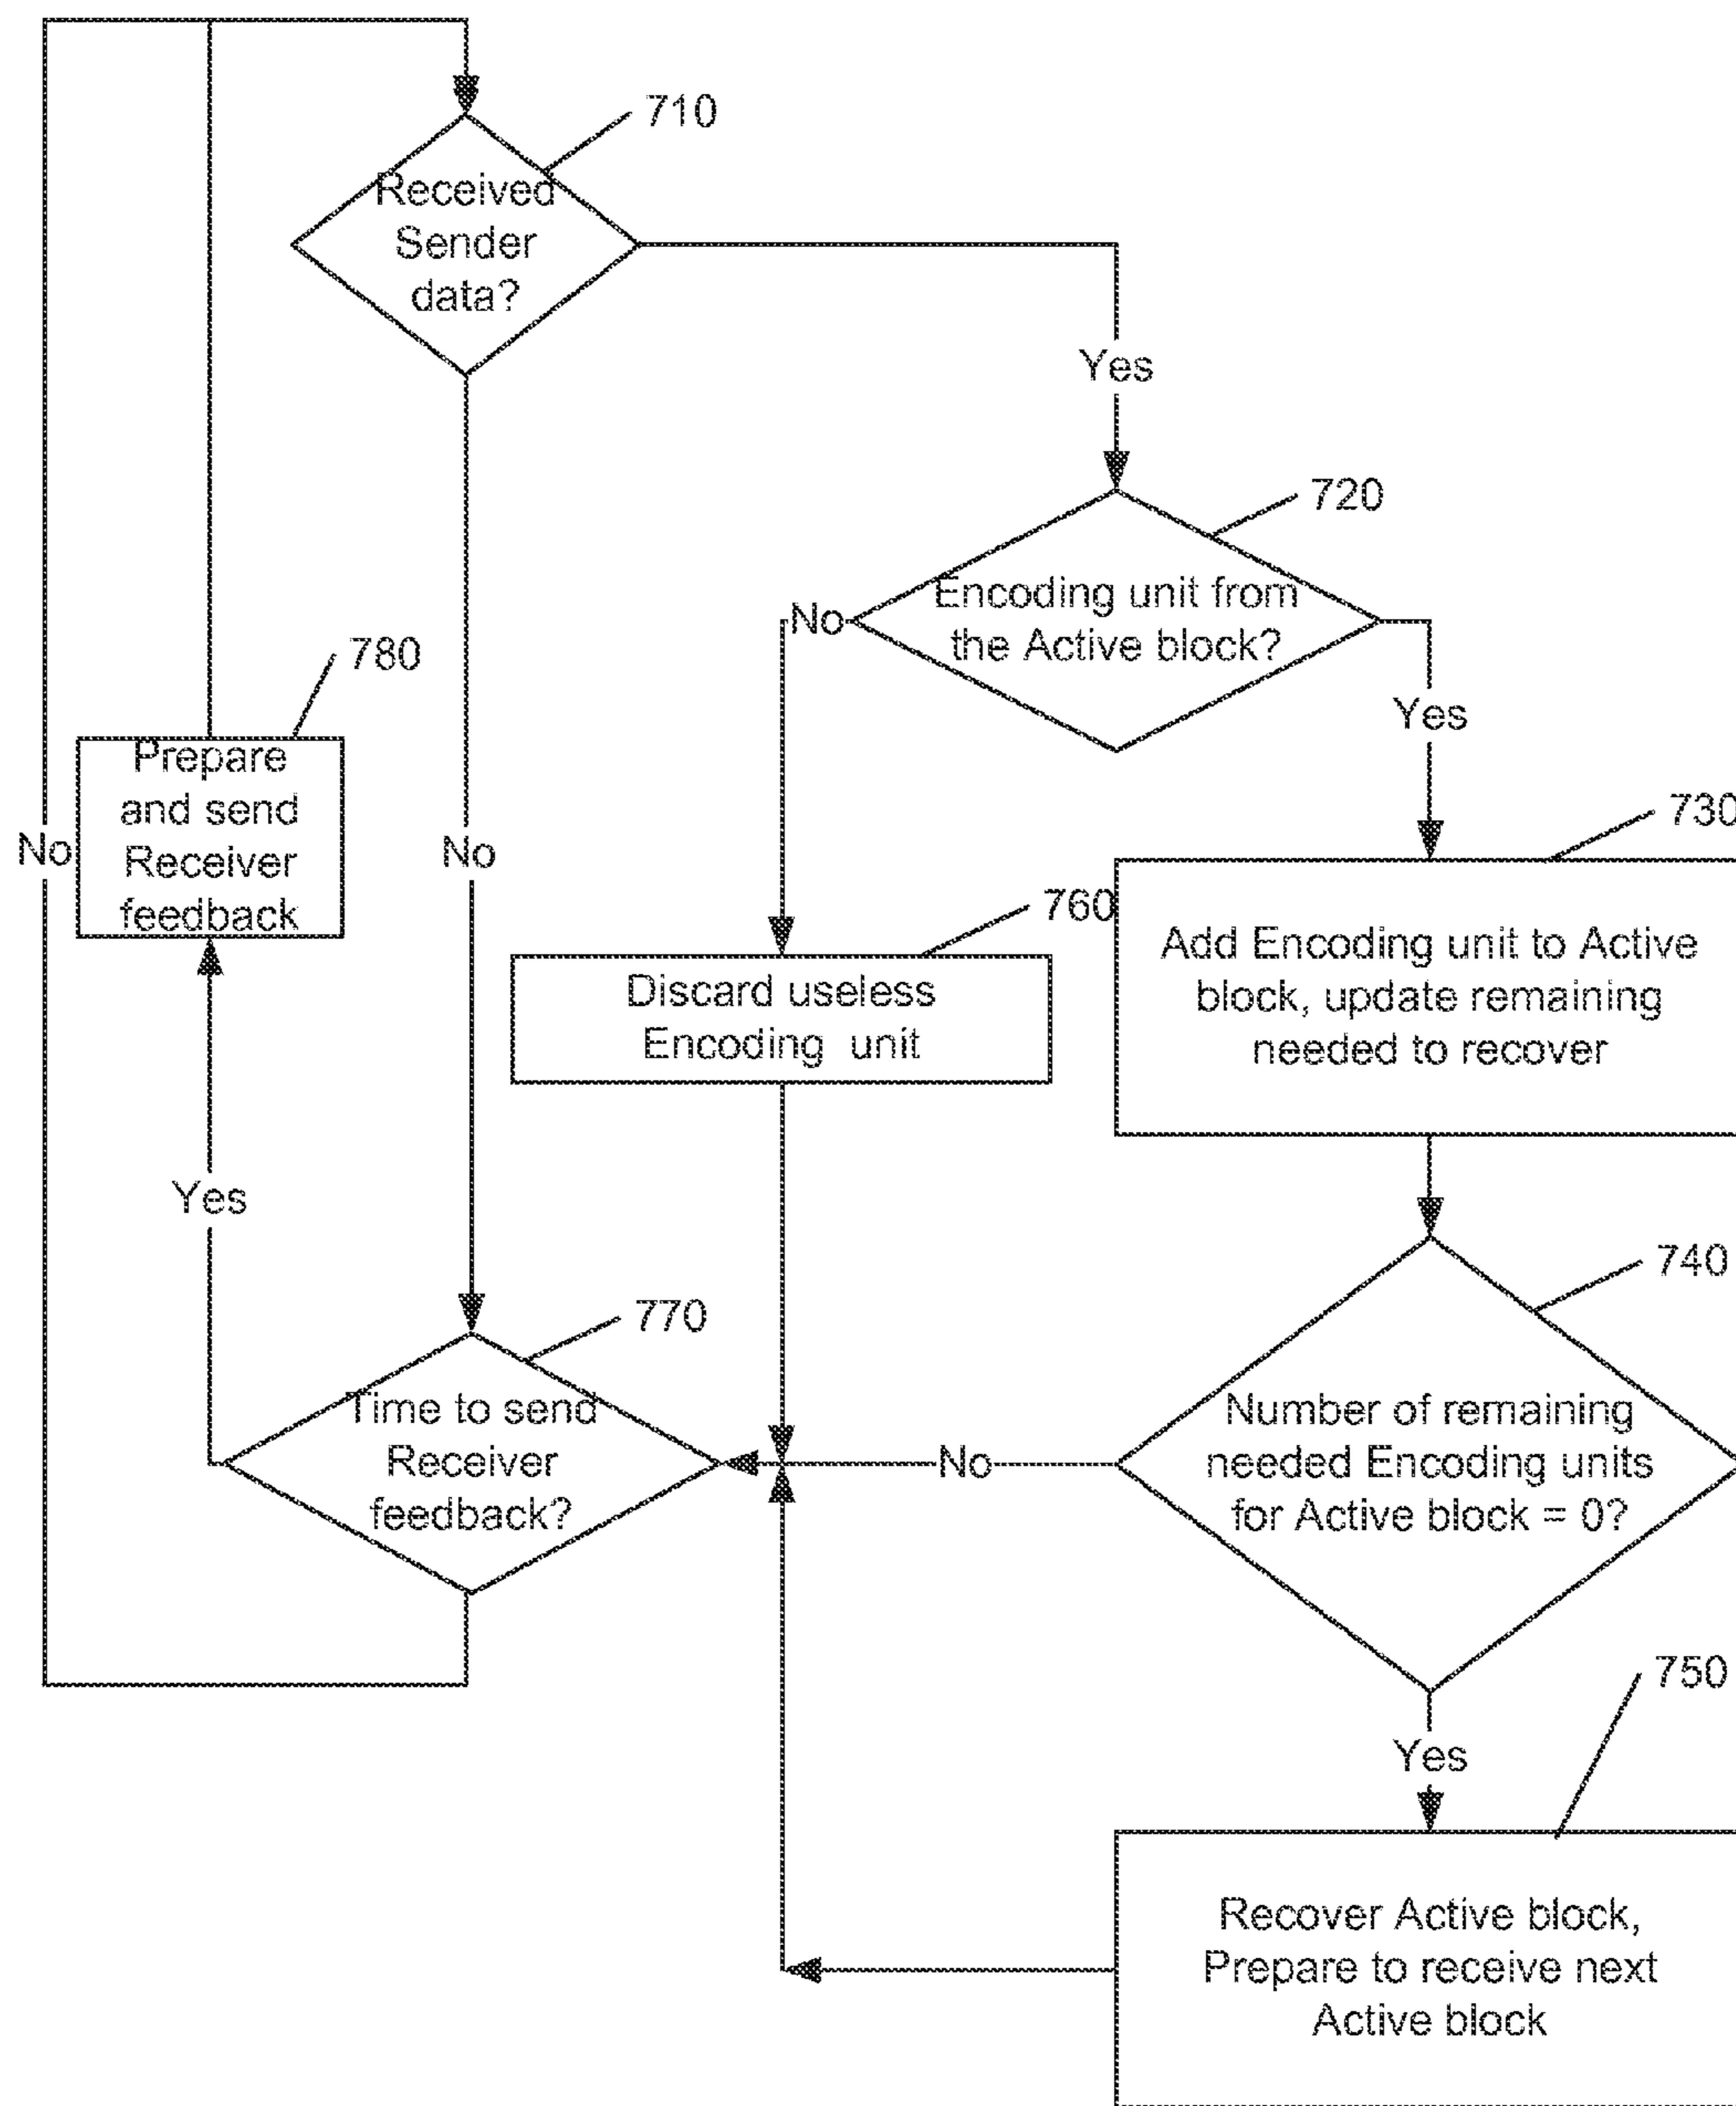 710
Received
Sender
data?
Yes
720
Encoding unit from
the Active block?
No
Yes
780
Prepare
and send
Receiver
feedback
No
No
730
Add Encoding unit to Active
block, update remaining
needed to recover
760
Discard useless
Encoding unit
Yes
740
Number of remaining
needed Encoding units
for Active block = 0?
770
Time to send
Receiver
feedback?
No
Yes
750
Recover Active block,
Prepare to receive next
Active block